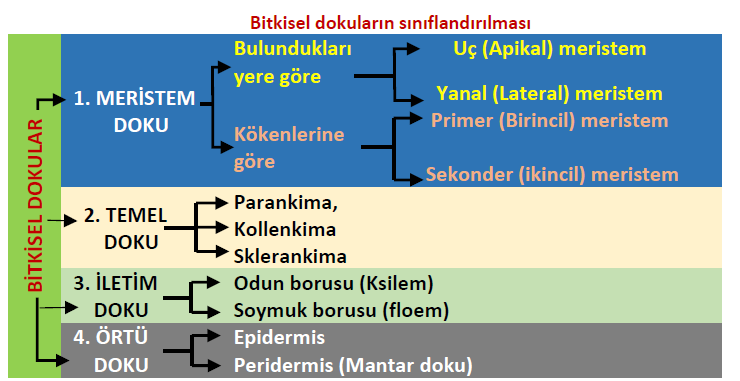 Bitkisel dokuların sınıflandırılması
BİTKİSEL DOKULAR
1. MERİSTEM
DOKU
Bulundukları
yere göre
Uç (Apikal) meristem
Yanal (Lateral) meristem
Kökenlerine
göre
Primer (Birincil) meristem
Sekonder (ikincil) meristem
2. TEMEL
DOKU
Parankima,
Kollenkima
Sklerankima
3. İLETİM
DOKU
Odun borusu (Ksilem)
Soymuk borusu (floem)
4. ÖRTÜ
DOKU
Epidermis
Peridermis (Mantar doku)